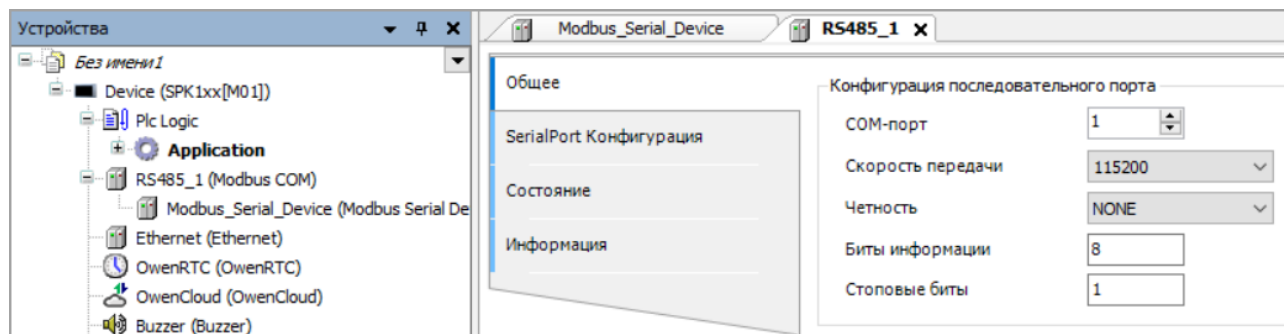 Устройства
Без имени1
Device (SPK1xx[M01])
Plc Logic
Application
RS485_1 (Modbus COM)
Modbus_Serial_Device (Modbus Serial De
Ethernet (Ethernet)
OwenRTC (OwenRTC)
OwenCloud (OwenCloud)
Buzzer (Buzzer)
Modbus_Serial_Device
RS485_1
Общее
SerialPort Конфигурация
Состояние
Информация
Конфигурация последовательного порта
COM-порт 1
Скорость передачи 115200
Четность NONE
Биты информации 8
Стоповые биты 1